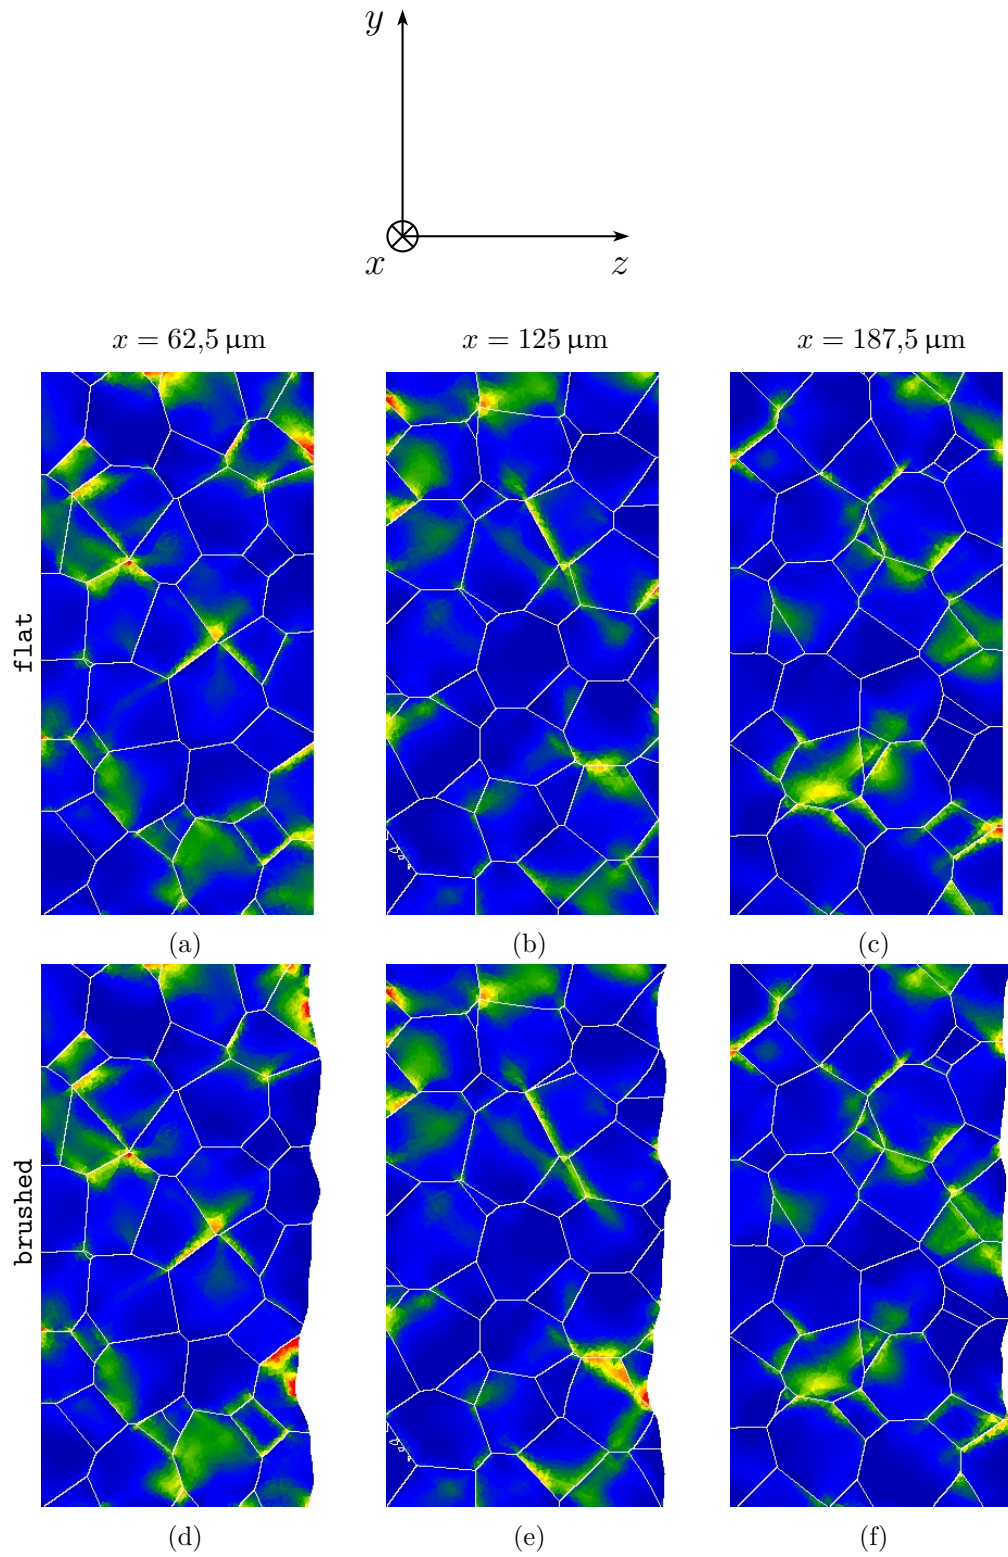 y
x z
x = 62,5 μm x = 125 μm x = 187,5 μm
flat
(a) (b) (c)
brushed
(d) (e) (f)